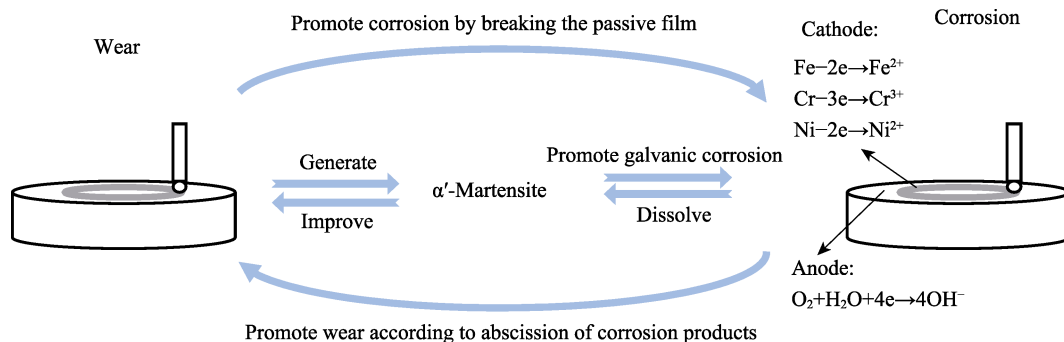 Promote corrosion by breaking the passive film
Wear
Corrosion
Cathode:
Fe−2e→Fe²⁺
Cr−3e→Cr³⁺
Ni−2e→Ni²⁺
Generate
Improve
α′-Martensite
Promote galvanic corrosion
Dissolve
Anode:
O₂+H₂O+4e→4OH⁻
Promote wear according to abscission of corrosion products